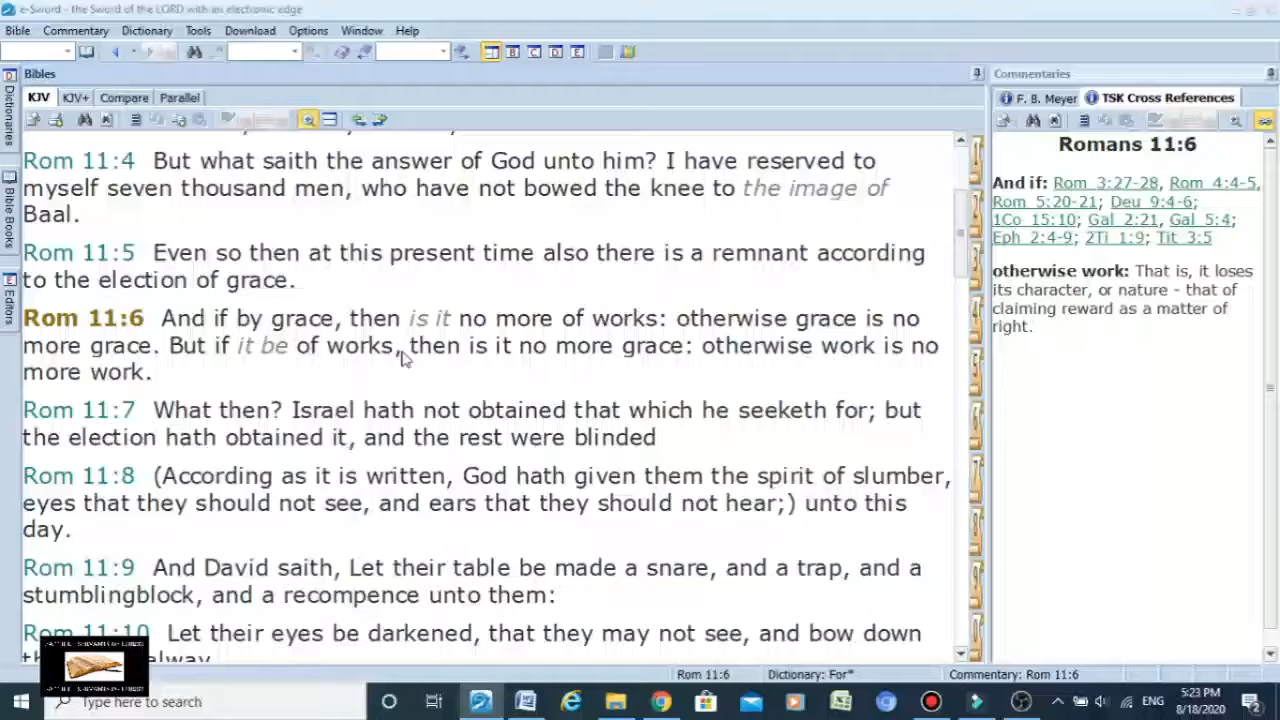 e-Sword - the Sword of the LORD with an electronic edge
Bible Commentary Dictionary Tools Download Options Window Help
B C D E
Bibles
Commentaries
KJV KJV+ Compare Parallel
F. B. Meyer TSK Cross References
Dictionaries
Bible Books
Editors
Rom 11:4 But what saith the answer of God unto him? I have reserved to
myself seven thousand men, who have not bowed the knee to the image of
Baal.
Rom 11:5 Even so then at this present time also there is a remnant according
to the election of grace.
Rom 11:6 And if by grace, then is it no more of works: otherwise grace is no
more grace. But if it be of works, then is it no more grace: otherwise work is no
more work.
Rom 11:7 What then? Israel hath not obtained that which he seeketh for; but
the election hath obtained it, and the rest were blinded
Rom 11:8 (According as it is written, God hath given them the spirit of slumber,
eyes that they should not see, and ears that they should not hear;) unto this
day.
Rom 11:9 And David saith, Let their table be made a snare, and a trap, and a
stumblingblock, and a recompence unto them:
Rom 11:10 Let their eyes be darkened, that they may not see, and bow down
alway.
Romans 11:6
And if: Rom 3:27-28, Rom 4:4-5,
Rom 5:20-21; Deu 9:4-6;
1Co 15:10; Gal 2:21, Gal 5:4;
Eph 2:4-9; 2Ti 1:9; Tit 3:5
otherwise work: That is, it loses
its character, or nature - that of
claiming reward as a matter of
right.
Rom 11:6 Dictionary: For* Commentary: Rom 11:6
Type here to search
ENG
5:23 PM
8/18/2020
2